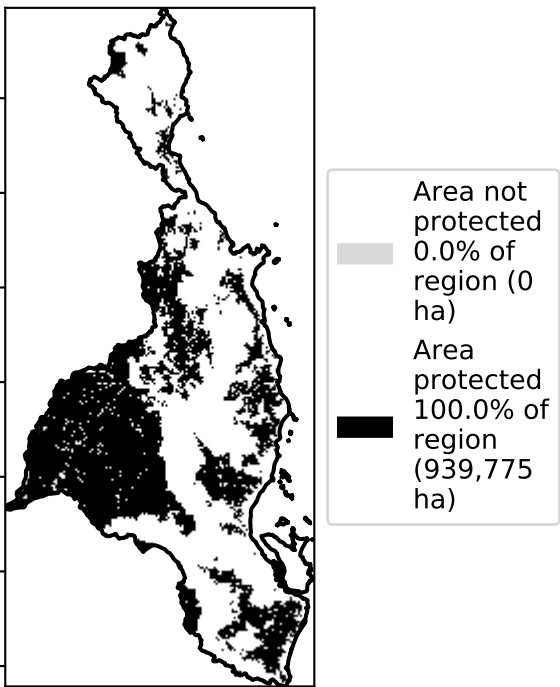 Area not
protected
0.0% of
region (0
ha)
Area
protected
100.0% of
region
(939,775
ha)